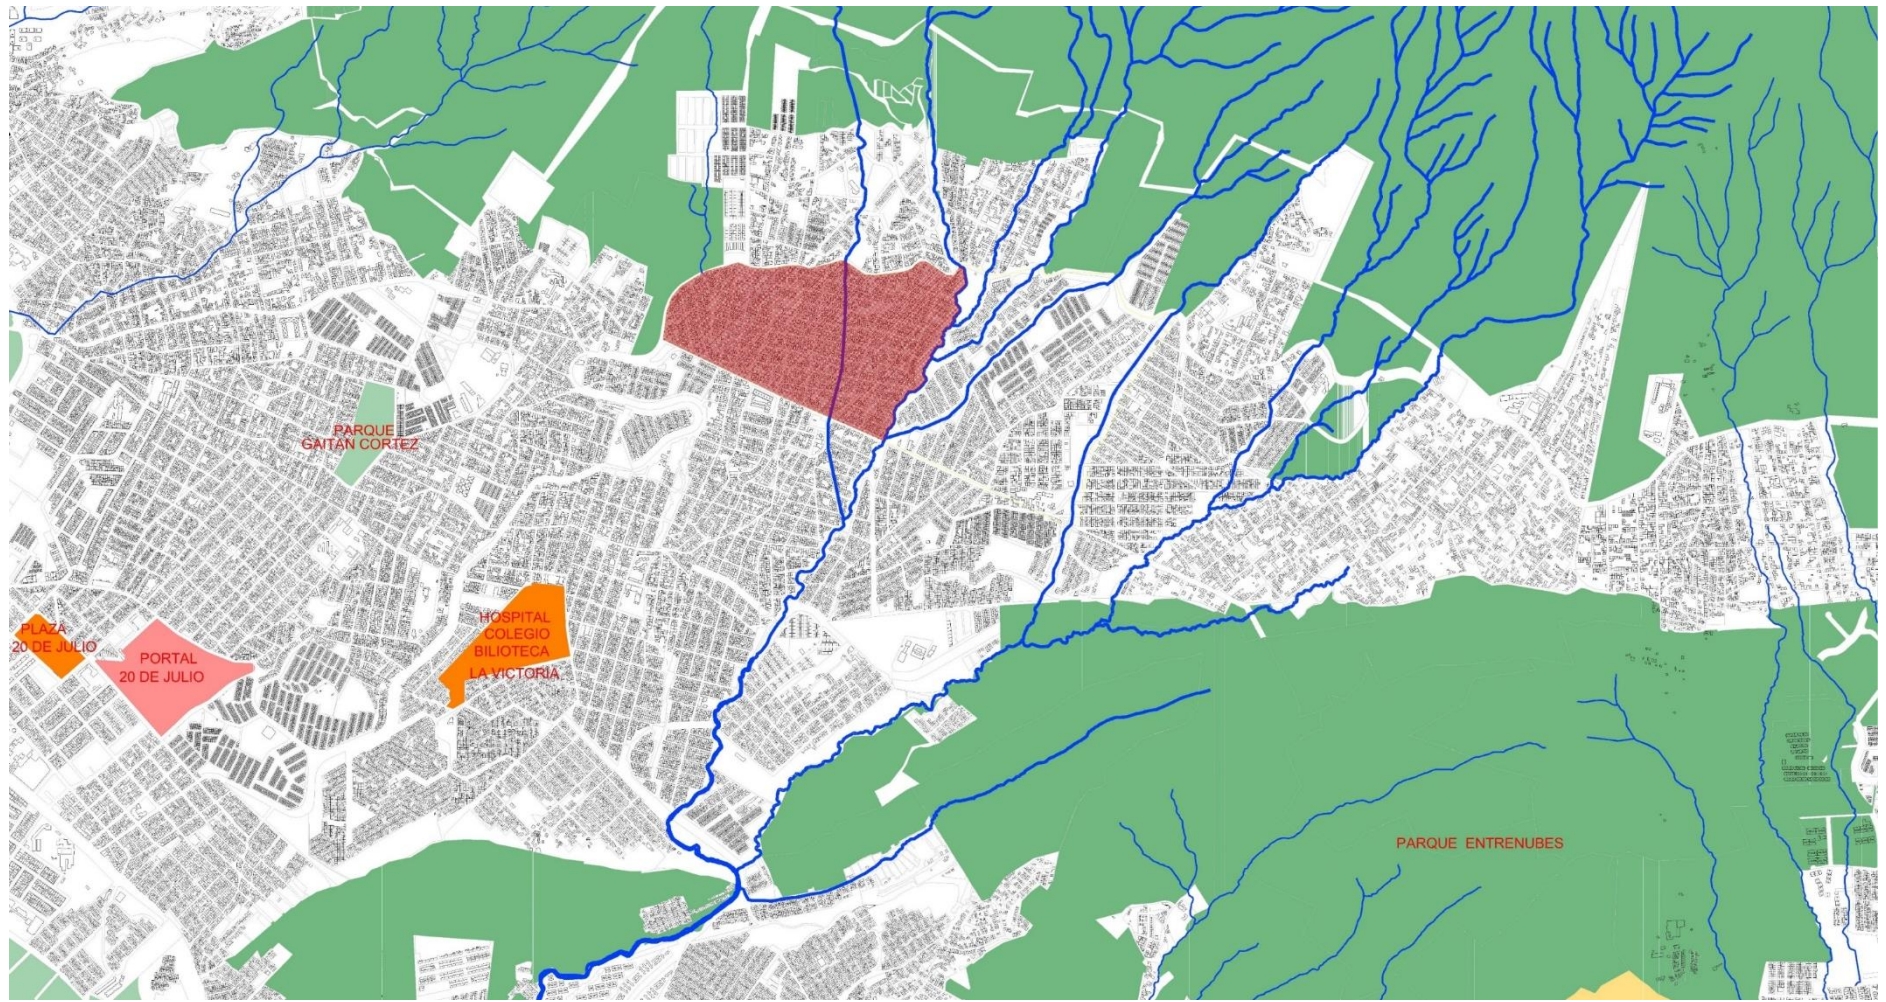 PARQUE
GAITAN CORTEZ
HOSPITAL
COLEGIO
BILIOTECA
LA VICTORIA
PLAZA
20 DE JULIO
PORTAL
20 DE JULIO
PARQUE ENTRENUBES